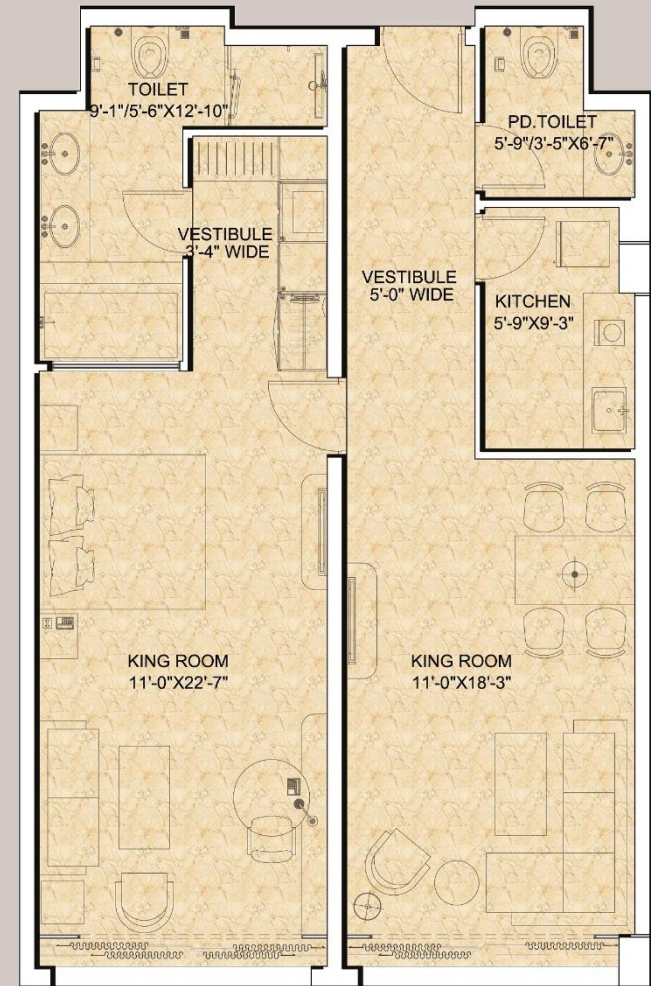 TOILET
9'-1"/5'-6"X12'-10"
PD.TOILET
5'-9"/3'-5"X6'-7"
VESTIBULE
3'-4" WIDE
VESTIBULE
5'-0" WIDE
KITCHEN
5'-9"X9'-3"
KING ROOM
11'-0"X22'-7"
KING ROOM
11'-0"X18'-3"